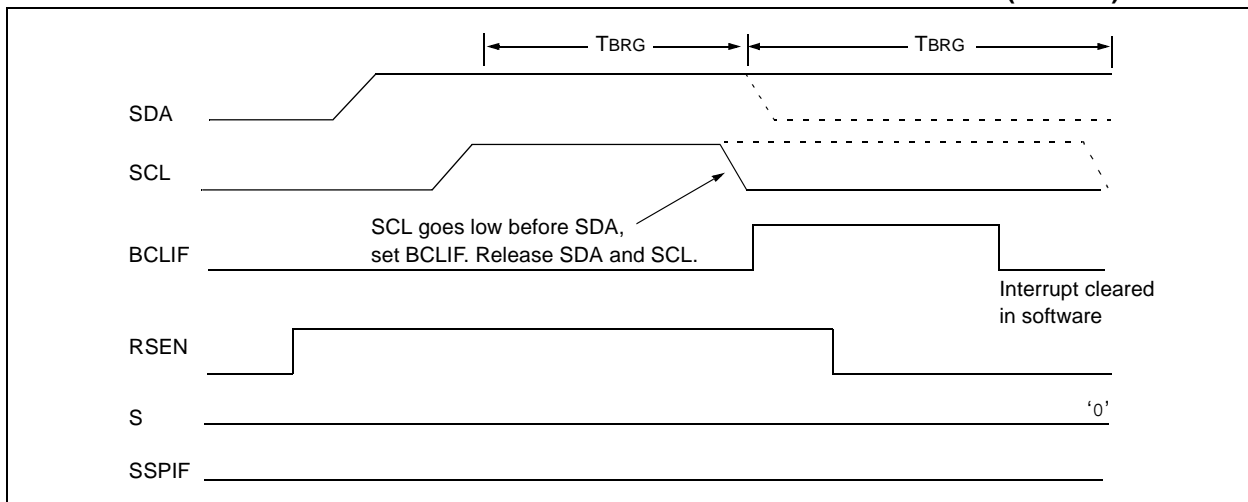 TBRG TBRG
SDA
SCL
SCL goes low before SDA,
set BCLIF. Release SDA and SCL.
BCLIF
Interrupt cleared
in software
RSEN
S ‘0’
SSPIF